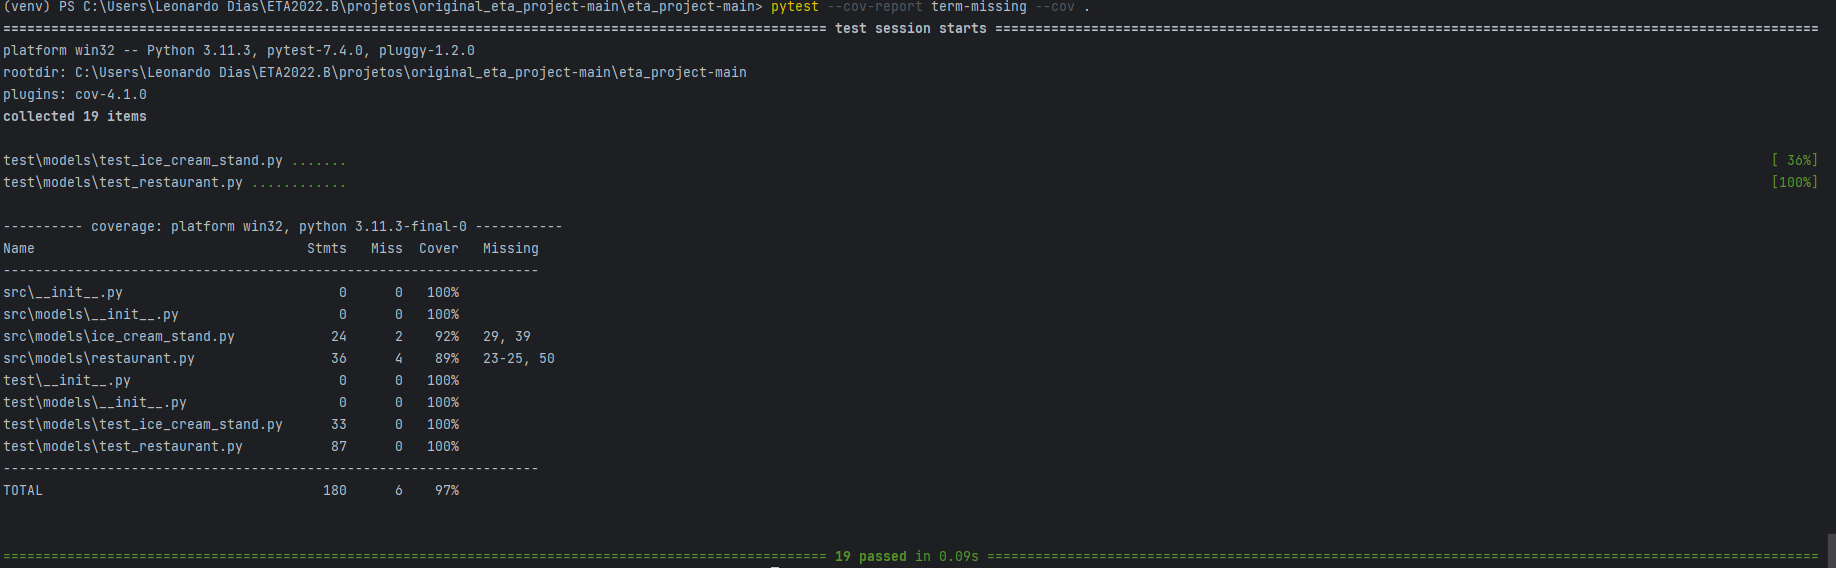 (venv) PS C:\Users\Leonardo Dias\ETA2022.B\projetos\original_eta_project-main\eta_project-main> pytest --cov-report term-missing --cov .
======================================================================================================= test session starts =======================================================================================================
platform win32 -- Python 3.11.3, pytest-7.4.0, pluggy-1.2.0
rootdir: C:\Users\Leonardo Dias\ETA2022.B\projetos\original_eta_project-main\eta_project-main
plugins: cov-4.1.0
collected 19 items
test\models\test_ice_cream_stand.py ....... [ 36%]
test\models\test_restaurant.py ............ [100%]
---------- coverage: platform win32, python 3.11.3-final-0 -----------
Name Stmts Miss Cover Missing
-------------------------------------------------------------------
src\__init__.py 0 0 100%
src\models\__init__.py 0 0 100%
src\models\ice_cream_stand.py 24 2 92% 29, 39
src\models\restaurant.py 36 4 89% 23-25, 50
test\__init__.py 0 0 100%
test\models\__init__.py 0 0 100%
test\models\test_ice_cream_stand.py 33 0 100%
test\models\test_restaurant.py 87 0 100%
-------------------------------------------------------------------
TOTAL 180 6 97%
======================================================================================================= 19 passed in 0.09s ========================================================================================================